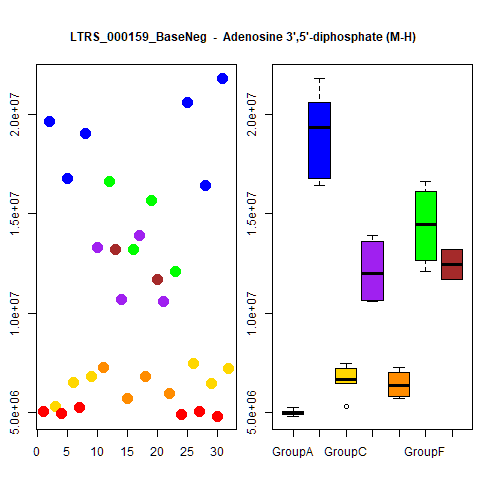 LTRS_000159_BaseNeg - Adenosine 3',5'-diphosphate (M-H)
2.0e+07
1.5e+07
1.0e+07
5.0e+06
0 5 10 15 20 25 30
2.0e+07
1.5e+07
1.0e+07
5.0e+06
GroupA GroupC GroupF